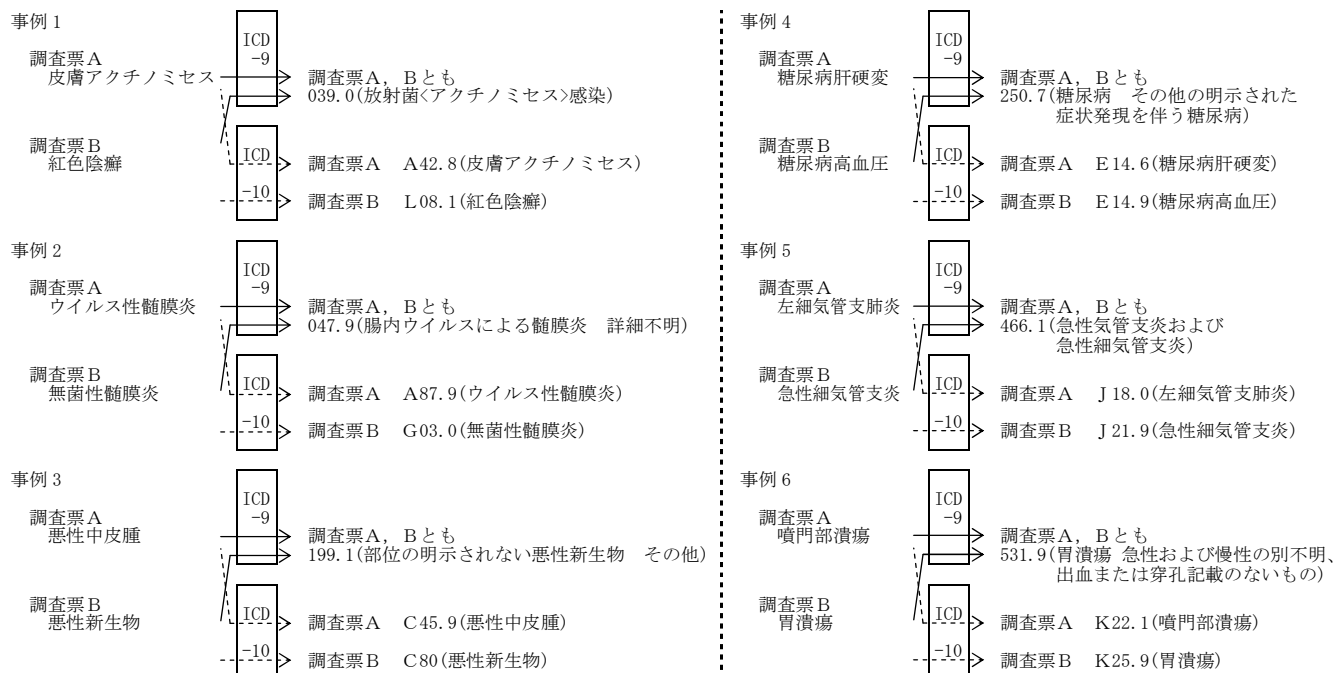 事例1
ICD
-9
調査票A
皮膚アクチノミセス
調査票A，Bとも
039.0(放射菌<アクチノミセス>感染)
調査票B
紅色陰癬
ICD
-10
調査票A　A42.8(皮膚アクチノミセス)
調査票B　L08.1(紅色陰癬)
事例2
ICD
-9
調査票A
ウイルス性髄膜炎
調査票A，Bとも
047.9(腸内ウイルスによる髄膜炎　詳細不明)
調査票B
無菌性髄膜炎
ICD
-10
調査票A　A87.9(ウイルス性髄膜炎)
調査票B　G03.0(無菌性髄膜炎)
事例3
ICD
-9
調査票A
悪性中皮腫
調査票A，Bとも
199.1(部位の明示されない悪性新生物　その他)
調査票B
悪性新生物
ICD
-10
調査票A　C45.9(悪性中皮腫)
調査票B　C80(悪性新生物)
事例4
ICD
-9
調査票A
糖尿病肝硬変
調査票A，Bとも
250.7(糖尿病　その他の明示された
症状発現を伴う糖尿病)
調査票B
糖尿病高血圧
ICD
-10
調査票A　E14.6(糖尿病肝硬変)
調査票B　E14.9(糖尿病高血圧)
事例5
ICD
-9
調査票A
左細気管支肺炎
調査票A，Bとも
466.1(急性気管支炎および
急性細気管支炎)
調査票B
急性細気管支炎
ICD
-10
調査票A　J18.0(左細気管支肺炎)
調査票B　J21.9(急性細気管支炎)
事例6
ICD
-9
調査票A
噴門部潰瘍
調査票A，Bとも
531.9(胃潰瘍 急性および慢性の別不明、
出血または穿孔記載のないもの)
調査票B
胃潰瘍
ICD
-10
調査票A　K22.1(噴門部潰瘍)
調査票B　K25.9(胃潰瘍)